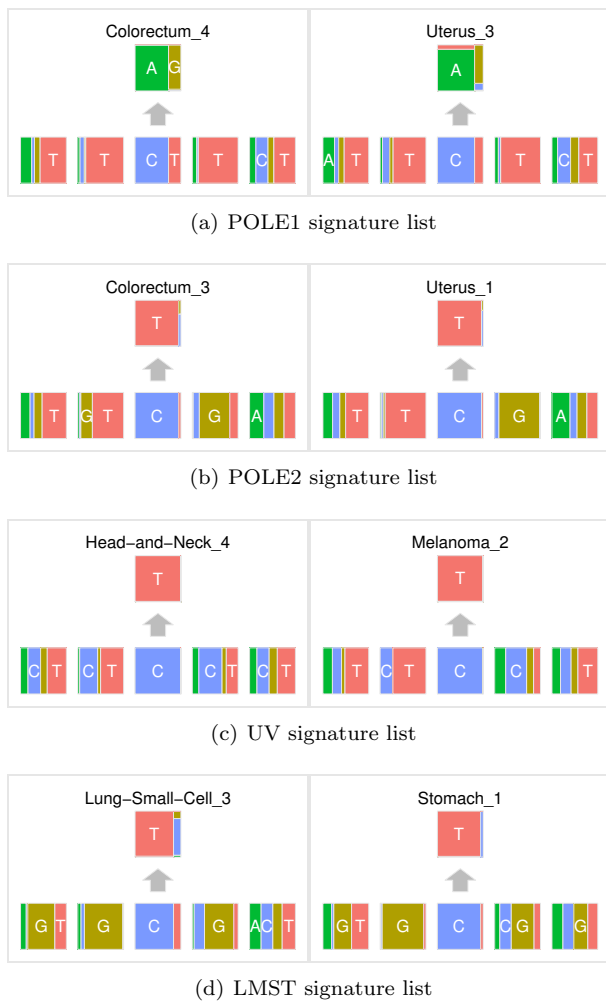 Colorectum_4 Uterus_3
A G A
T T C T T C T A T T C T C T
(a) POLE1 signature list
Colorectum_3 Uterus_1
T T
T G T C G A T T C G A
(b) POLE2 signature list
Head−and−Neck_4 Melanoma_2
T T
C T C T C C T C T T C T C C T
(c) UV signature list
Lung−Small−Cell_3 Stomach_1
T T
G T G C G A C T G T G C C G G
(d) LMST signature list